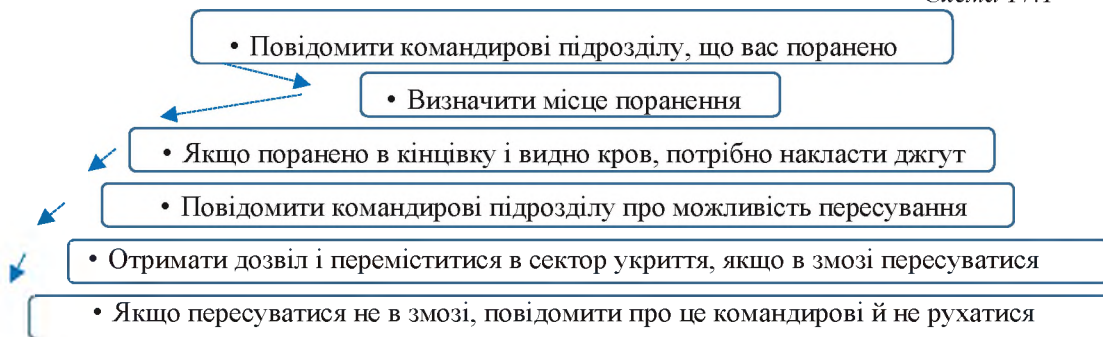 • Повідомити командирові підрозділу, що вас поранено
• Визначити місце поранення
• Якщо поранено в кінцівку і видно кров, потрібно накласти джгут
• Повідомити командирові підрозділу про можливість пересування
• Отримати дозвіл і переміститися в сектор укриття, якщо в змозі пересуватися
• Якщо пересуватися не в змозі, повідомити про це командирові й не рухатися